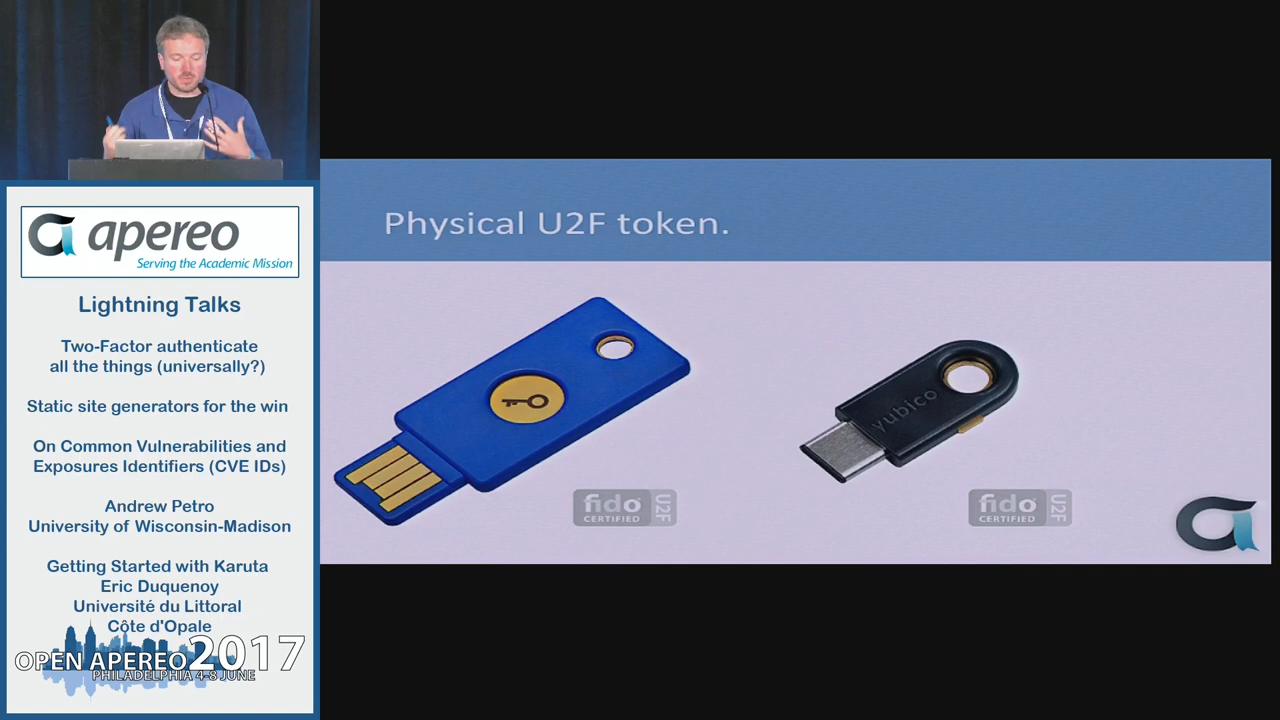 apereo
Serving the Academic Mission
Lightning Talks
Two-Factor authenticate
all the things (universally?)
Static site generators for the win
On Common Vulnerabilities and
Exposures Identifiers (CVE IDs)
Andrew Petro
University of Wisconsin-Madison
Getting Started with Karuta
Eric Duquenoy
Université du Littoral
Côte d'Opale
OPEN APEREO 2017
PHILADELPHIA 4-8 JUNE
Physical U2F token.
yubico
fido
CERTIFIED
U2F
fido
CERTIFIED
U2F